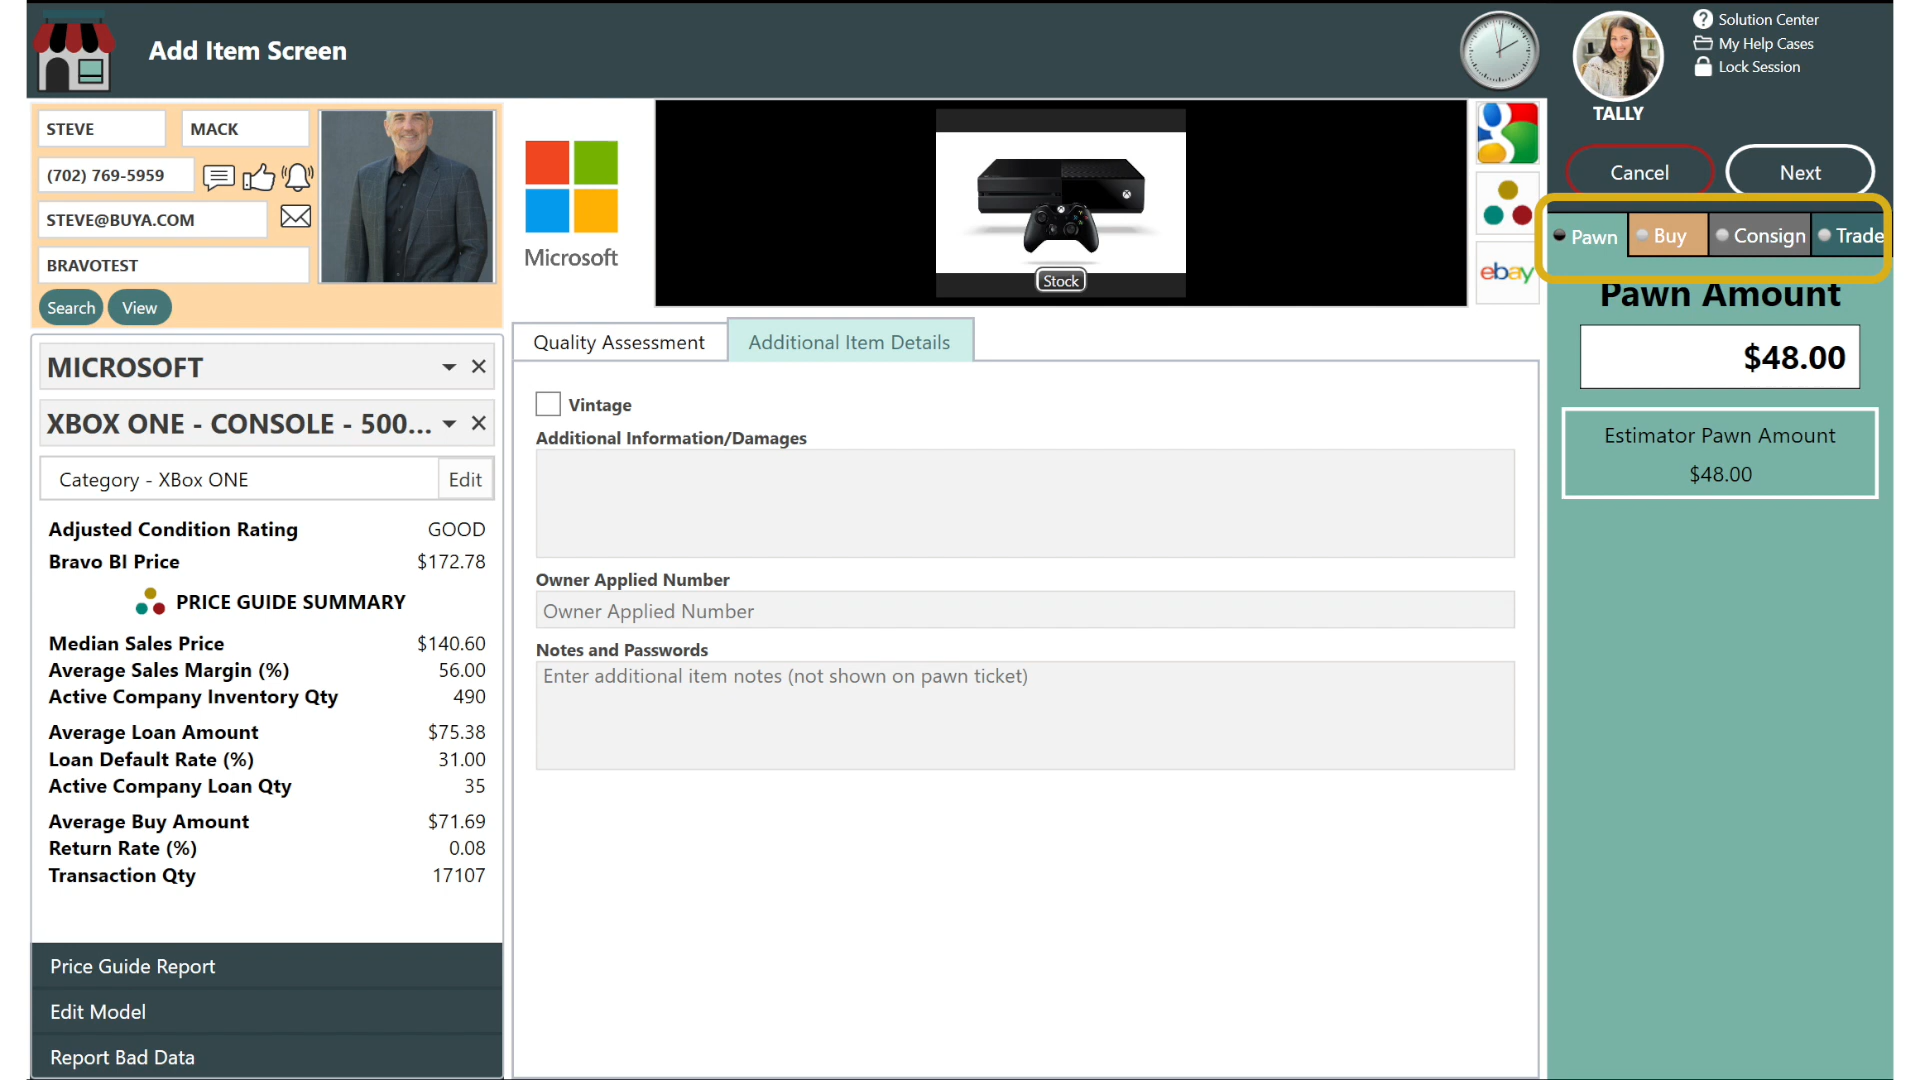 Add Item Screen
? Solution Center
My Help Cases
Lock Session
TALLY
Cancel
Next
Pawn
Buy
Consign
Trade
STEVE
MACK
(702) 769-5959
STEVE@BUYA.COM
BRAVOTEST
Search
View
Microsoft
Stock
ebay
Pawn Amount
$48.00
Estimator Pawn Amount
$48.00
MICROSOFT
XBOX ONE - CONSOLE - 500...
Category - XBox ONE
Edit
Adjusted Condition Rating GOOD
Bravo BI Price $172.78
PRICE GUIDE SUMMARY
Median Sales Price $140.60
Average Sales Margin (%) 56.00
Active Company Inventory Qty 490
Average Loan Amount $75.38
Loan Default Rate (%) 31.00
Active Company Loan Qty 35
Average Buy Amount $71.69
Return Rate (%) 0.08
Transaction Qty 17107
Price Guide Report
Edit Model
Report Bad Data
Quality Assessment
Additional Item Details
Vintage
Additional Information/Damages
Owner Applied Number
Owner Applied Number
Notes and Passwords
Enter additional item notes (not shown on pawn ticket)